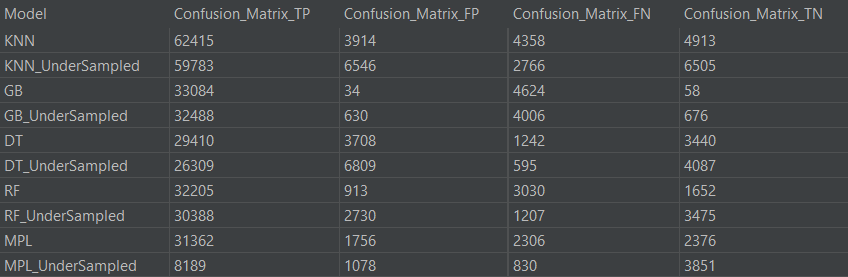 Model Confusion_Matrix_TP Confusion_Matrix_FP Confusion_Matrix_FN Confusion_Matrix_TN
KNN 62415 3914 4358 4913
KNN_UnderSampled 59783 6546 2766 6505
GB 33084 34 4624 58
GB_UnderSampled 32488 630 4006 676
DT 29410 3708 1242 3440
DT_UnderSampled 26309 6809 595 4087
RF 32205 913 3030 1652
RF_UnderSampled 30388 2730 1207 3475
MPL 31362 1756 2306 2376
MPL_UnderSampled 8189 1078 830 3851